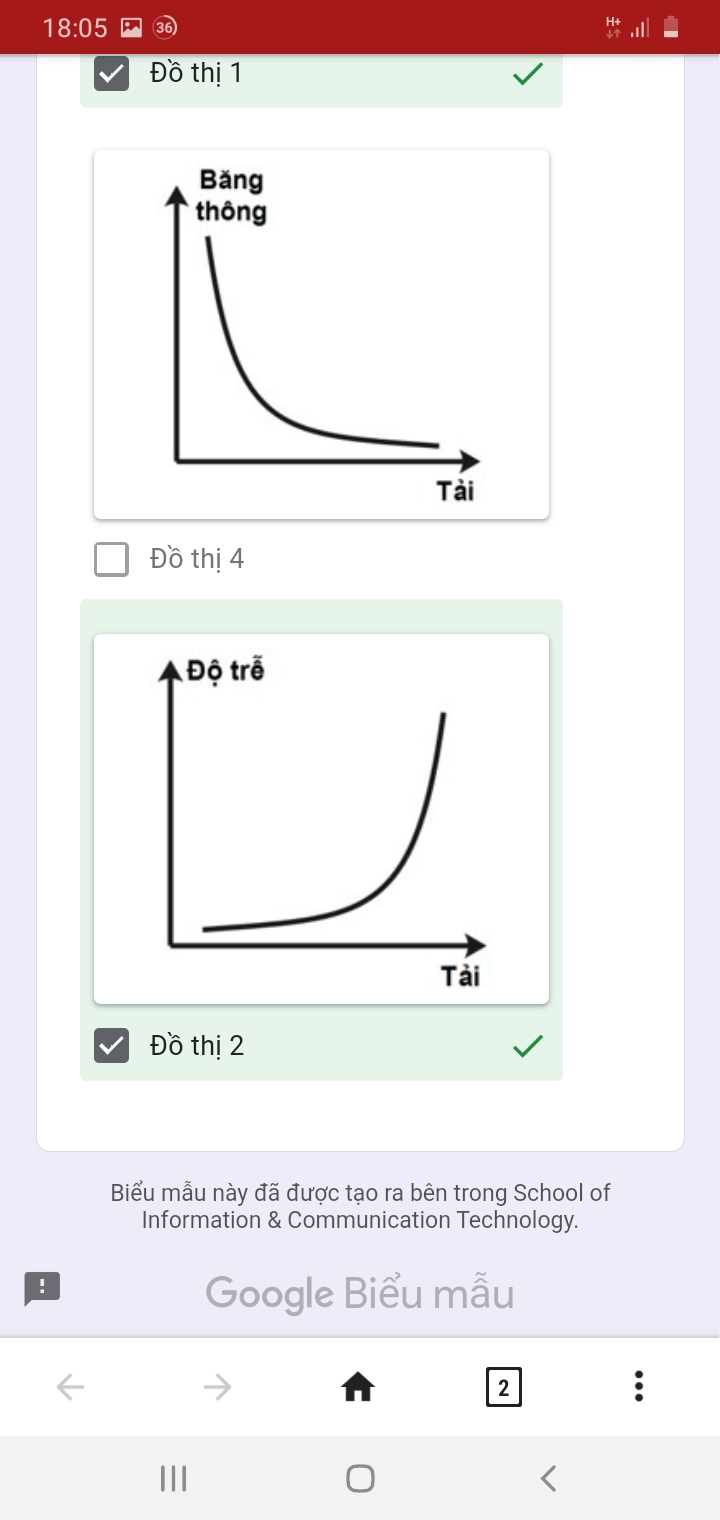 18:05
36
H+
Đồ thị 1
Băng
thông
Tải
Đồ thị 4
Độ trễ
Tải
Đồ thị 2
Biểu mẫu này đã được tạo ra bên trong School of
Information & Communication Technology.
Google Biểu mẫu
2